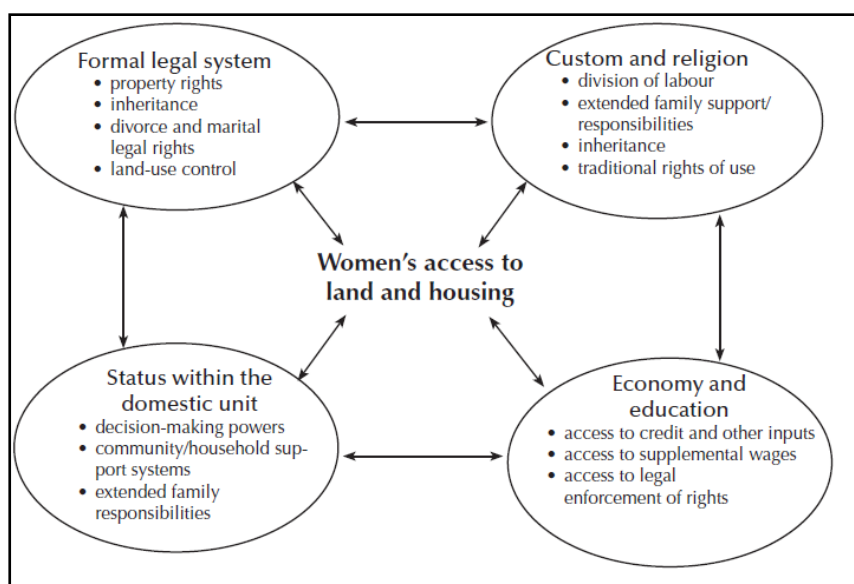 Formal legal system
• property rights
• inheritance
• divorce and marital
legal rights
• land-use control
Custom and religion
• division of labour
• extended family support/
responsibilities
• inheritance
• traditional rights of use
Women’s access to
land and housing
Status within the
domestic unit
• decision-making powers
• community/household sup-
port systems
• extended family
responsibilities
Economy and
education
• access to credit and other inputs
• access to supplemental wages
• access to legal
enforcement of rights